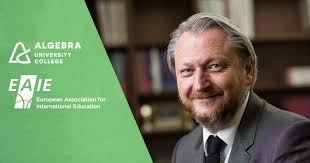 ALGEBRA
UNIVERSITY
COLLEGE
EAIE
European Association for
International Education